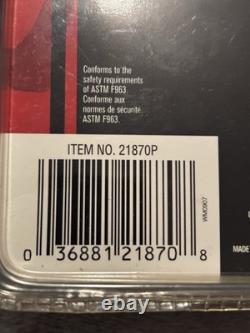 Conforms to the
safety requirements
of ASTM F963
Conforme aux
normes de sécurité
ASTM F963.
ITEM NO. 21870P
0 36881 21870 8
WM0907
MADE
ebay